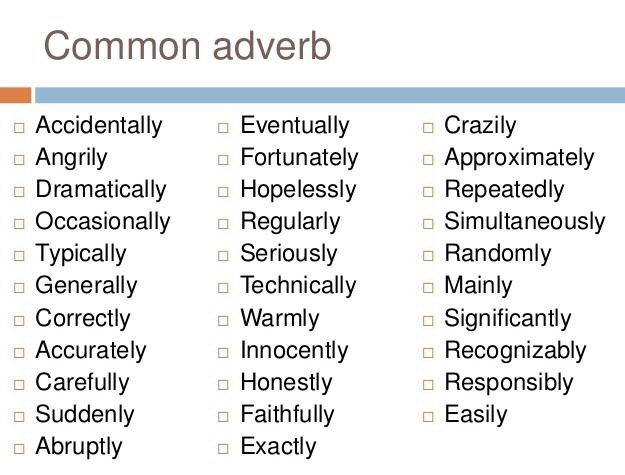 Common adverb
Accidentally
Angrily
Dramatically
Occasionally
Typically
Generally
Correctly
Accurately
Carefully
Suddenly
Abruptly
Eventually
Fortunately
Hopelessly
Regularly
Seriously
Technically
Warmly
Innocently
Honestly
Faithfully
Exactly
Crazily
Approximately
Repeatedly
Simultaneously
Randomly
Mainly
Significantly
Recognizably
Responsibly
Easily